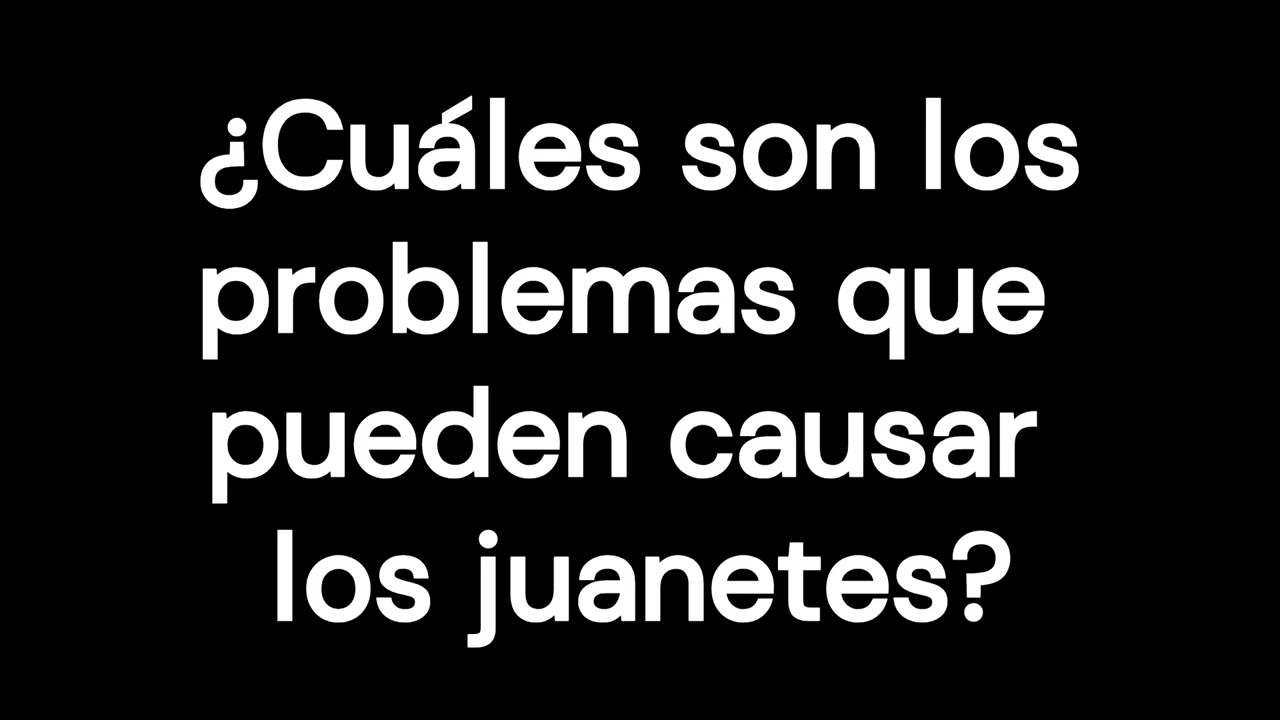 ¿Cuáles son los
problemas que
pueden causar
los juanetes?